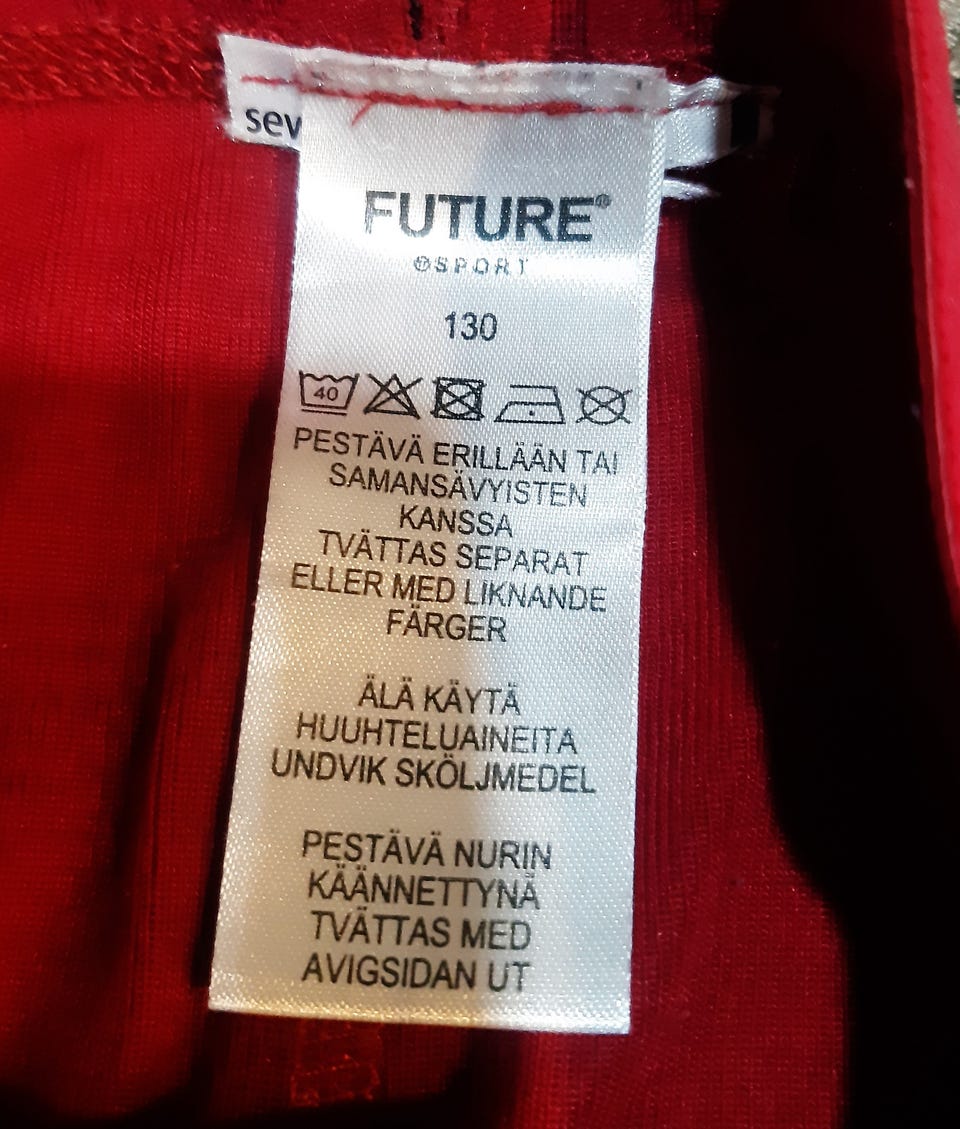 sev
FUTURE®
SPORT
130
40
PESTÄVÄ ERILLÄÄN TAI
SAMANSÄVYISTEN
KANSSA
TVÄTTAS SEPARAT
ELLER MED LIKNANDE
FÄRGER
ÄLÄ KÄYTÄ
HUUHTELUAINEITA
UNDVIK SKÖLJMEDEL
PESTÄVÄ NURIN
KÄÄNNETTYNÄ
TVÄTTAS MED
AVIGSIDAN UT